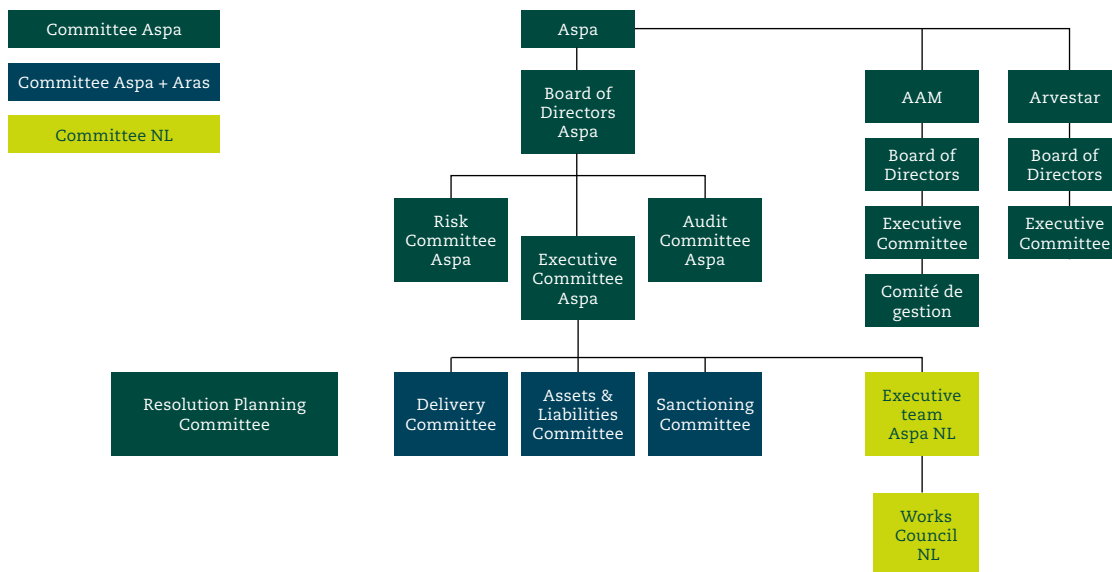 Committee Aspa
Committee Aspa + Aras
Committee NL
Aspa
Board of
Directors
Aspa
AAM
Arvestar
Board of
Directors
Board of
Directors
Risk
Committee
Aspa
Executive
Committee
Aspa
Audit
Committee
Aspa
Executive
Committee
Executive
Committee
Comité de
gestion
Resolution Planning
Committee
Delivery
Committee
Assets &
Liabilities
Committee
Sanctioning
Committee
Executive
team
Aspa NL
Works
Council
NL